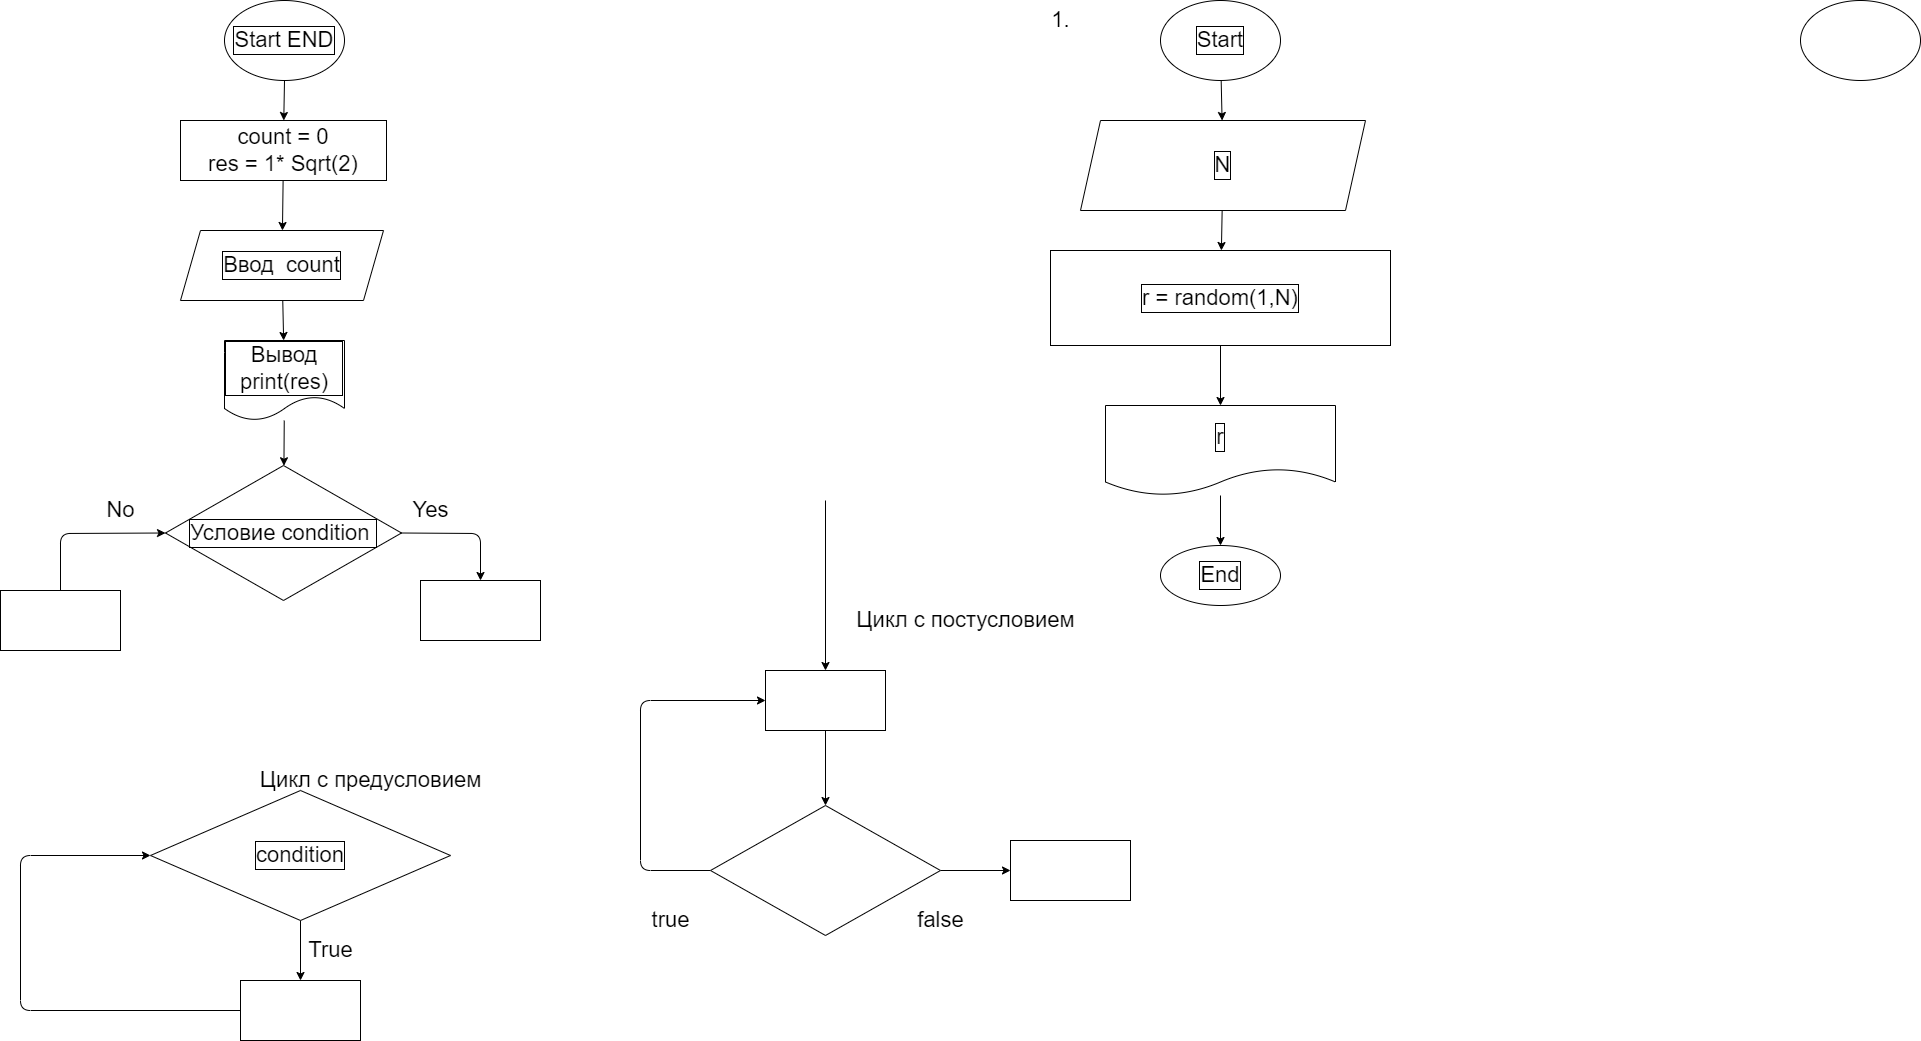 Start END
count = 0
res = 1* Sqrt(2)
Ввод  count
Вывод
print(res)
No
Yes
Условие condition
Цикл с предусловием
condition
True
Цикл с постусловием
true
false
1.
Start
N
r = random(1,N)
r
End